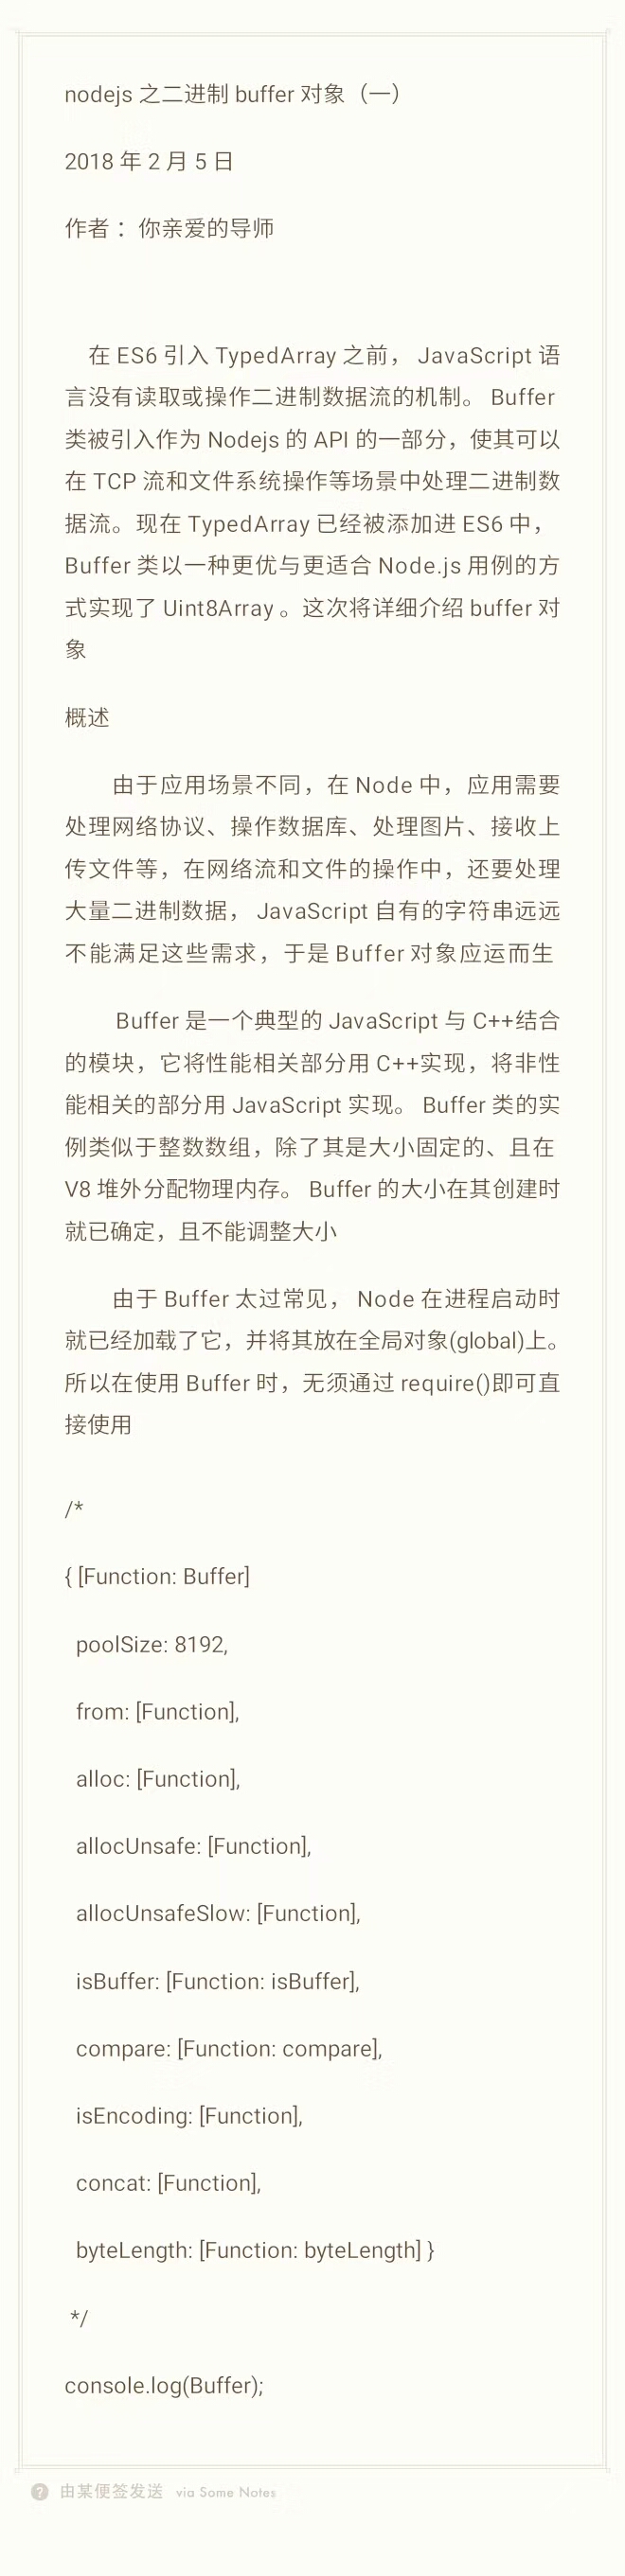 nodejs 之二进制 buffer 对象（一）
2018 年 2 月 5 日
作者： 你亲爱的导师
在 ES6 引入 TypedArray 之前， JavaScript 语
言没有读取或操作二进制数据流的机制。 Buffer
类被引入作为 Nodejs 的 API 的一部分，使其可以
在 TCP 流和文件系统操作等场景中处理二进制数
据流。现在 TypedArray 已经被添加进 ES6 中，
Buffer 类以一种更优与更适合 Node.js 用例的方
式实现了 Uint8Array 。这次将详细介绍 buffer 对
象
概述
由于应用场景不同，在 Node 中，应用需要
处理网络协议、操作数据库、处理图片、接收上
传文件等，在网络流和文件的操作中，还要处理
大量二进制数据， JavaScript 自有的字符串远远
不能满足这些需求，于是 Buffer 对象应运而生
Buffer 是一个典型的 JavaScript 与 C++结合
的模块，它将性能相关部分用 C++实现，将非性
能相关的部分用 JavaScript 实现。 Buffer 类的实
例类似于整数数组，除了其是大小固定的、且在
V8 堆外分配物理内存。 Buffer 的大小在其创建时
就已确定，且不能调整大小
由于 Buffer 太过常见， Node 在进程启动时
就已经加载了它，并将其放在全局对象(global)上。
所以在使用 Buffer 时，无须通过 require()即可直
接使用
/*
{ [Function: Buffer]
poolSize: 8192,
from: [Function],
alloc: [Function],
allocUnsafe: [Function],
allocUnsafeSlow: [Function],
isBuffer: [Function: isBuffer],
compare: [Function: compare],
isEncoding: [Function],
concat: [Function],
byteLength: [Function: byteLength] }
*/
console.log(Buffer);
? 由某便签发送 via Some Notes